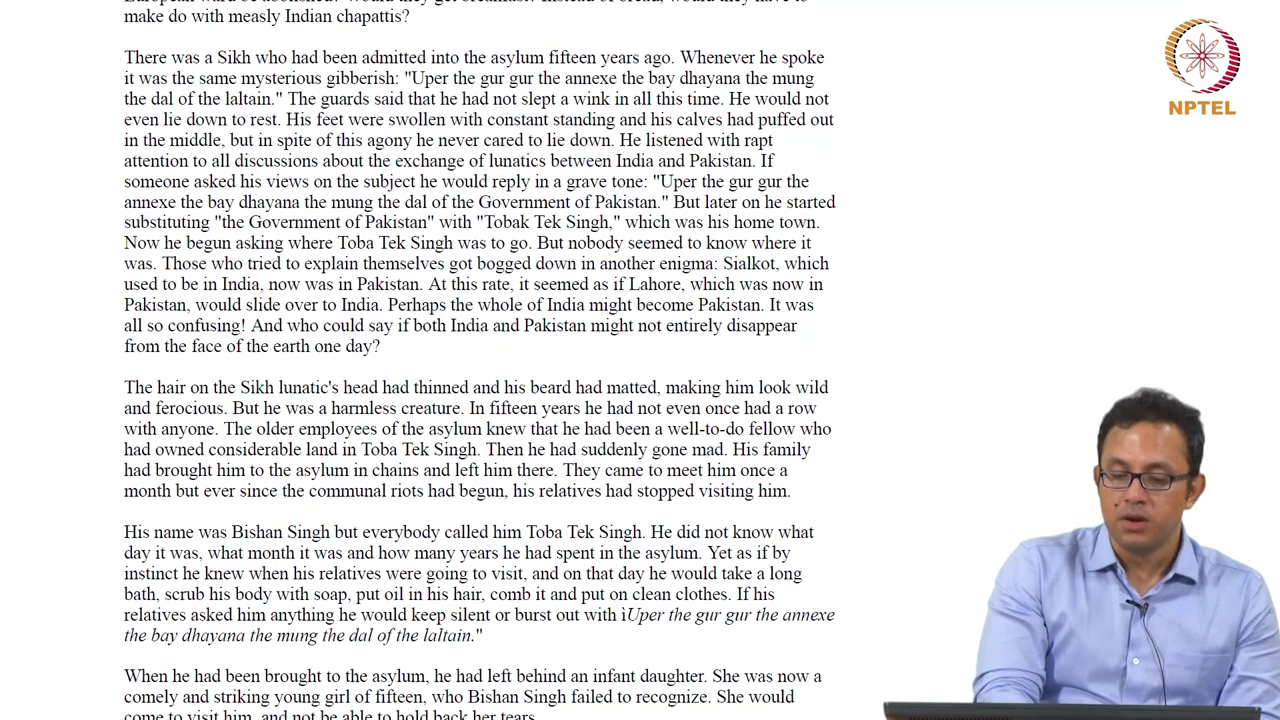 make do with measly Indian chapattis?
There was a Sikh who had been admitted into the asylum fifteen years ago. Whenever he spoke
it was the same mysterious gibberish: "Uper the gur gur the annexe the bay dhayana the mung
the dal of the laltain." The guards said that he had not slept a wink in all this time. He would not
even lie down to rest. His feet were swollen with constant standing and his calves had puffed out
in the middle, but in spite of this agony he never cared to lie down. He listened with rapt
attention to all discussions about the exchange of lunatics between India and Pakistan. If
someone asked his views on the subject he would reply in a grave tone: "Uper the gur gur the
annexe the bay dhayana the mung the dal of the Government of Pakistan." But later on he started
substituting "the Government of Pakistan" with "Tobak Tek Singh," which was his home town.
Now he begun asking where Toba Tek Singh was to go. But nobody seemed to know where it
was. Those who tried to explain themselves got bogged down in another enigma: Sialkot, which
used to be in India, now was in Pakistan. At this rate, it seemed as if Lahore, which was now in
Pakistan, would slide over to India. Perhaps the whole of India might become Pakistan. It was
all so confusing! And who could say if both India and Pakistan might not entirely disappear
from the face of the earth one day?
The hair on the Sikh lunatic's head had thinned and his beard had matted, making him look wild
and ferocious. But he was a harmless creature. In fifteen years he had not even once had a row
with anyone. The older employees of the asylum knew that he had been a well-to-do fellow who
had owned considerable land in Toba Tek Singh. Then he had suddenly gone mad. His family
had brought him to the asylum in chains and left him there. They came to meet him once a
month but ever since the communal riots had begun, his relatives had stopped visiting him.
His name was Bishan Singh but everybody called him Toba Tek Singh. He did not know what
day it was, what month it was and how many years he had spent in the asylum. Yet as if by
instinct he knew when his relatives were going to visit, and on that day he would take a long
bath, scrub his body with soap, put oil in his hair, comb it and put on clean clothes. If his
relatives asked him anything he would keep silent or burst out with ìUper the gur gur the annexe
the bay dhayana the mung the dal of the laltain."
When he had been brought to the asylum, he had left behind an infant daughter. She was now a
comely and striking young girl of fifteen, who Bishan Singh failed to recognize. She would
come to visit him, and not be able to hold back her tears.
NPTEL